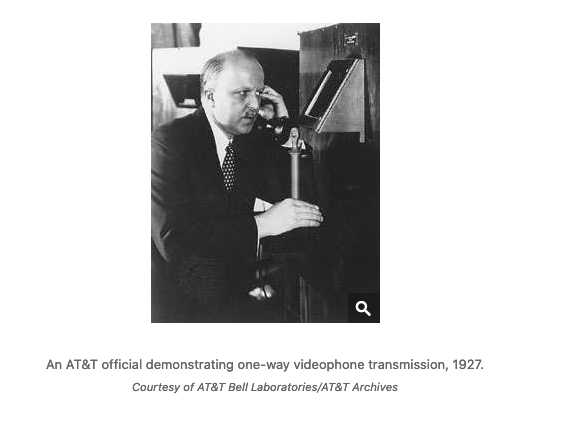 An AT&T official demonstrating one-way videophone transmission, 1927.
Courtesy of AT&T Bell Laboratories/AT&T Archives